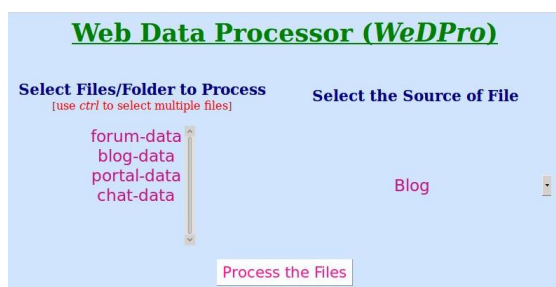 Web Data Processor (WeDPro)
Select Files/Folder to Process
[use ctrl to select multiple files]
forum-data
blog-data
portal-data
chat-data
Select the Source of File
Blog
Process the Files